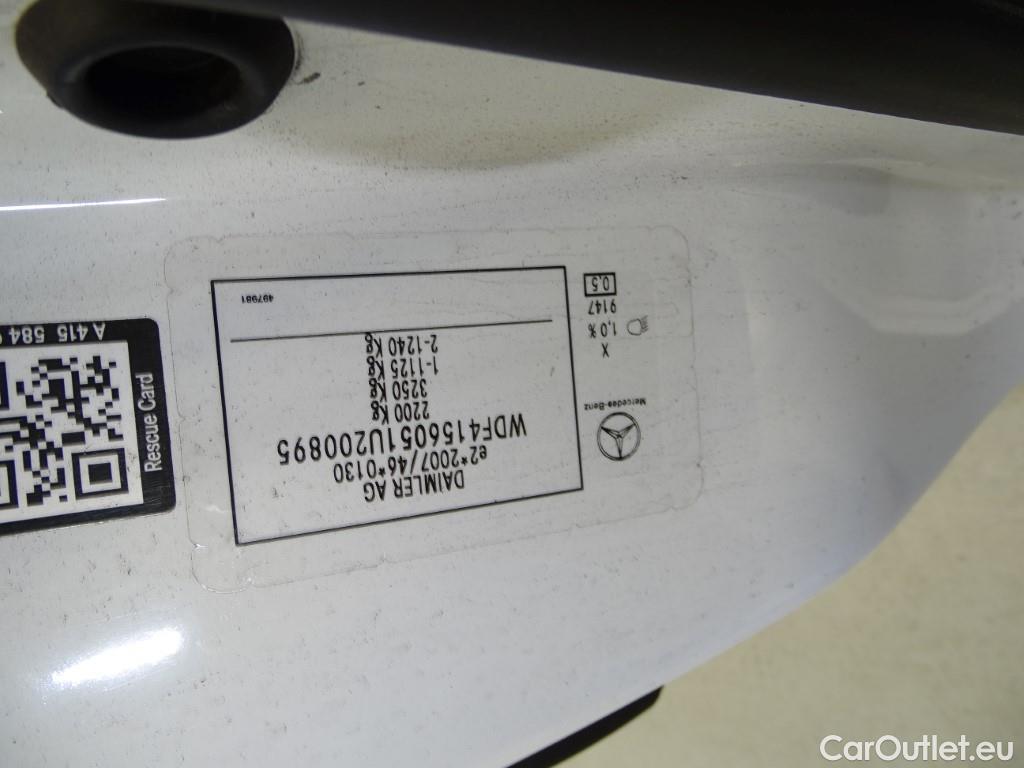 DAIMLER AG
e2*2007/46*0130
WDF4156051U200895
2200 Kg
3250 Kg
1-1125 Kg
2-1240 Kg
497981
Mercedes-Benz
X
1,0 %
9147
0.5
A 415 584
Rescue Card
CarOutlet.eu